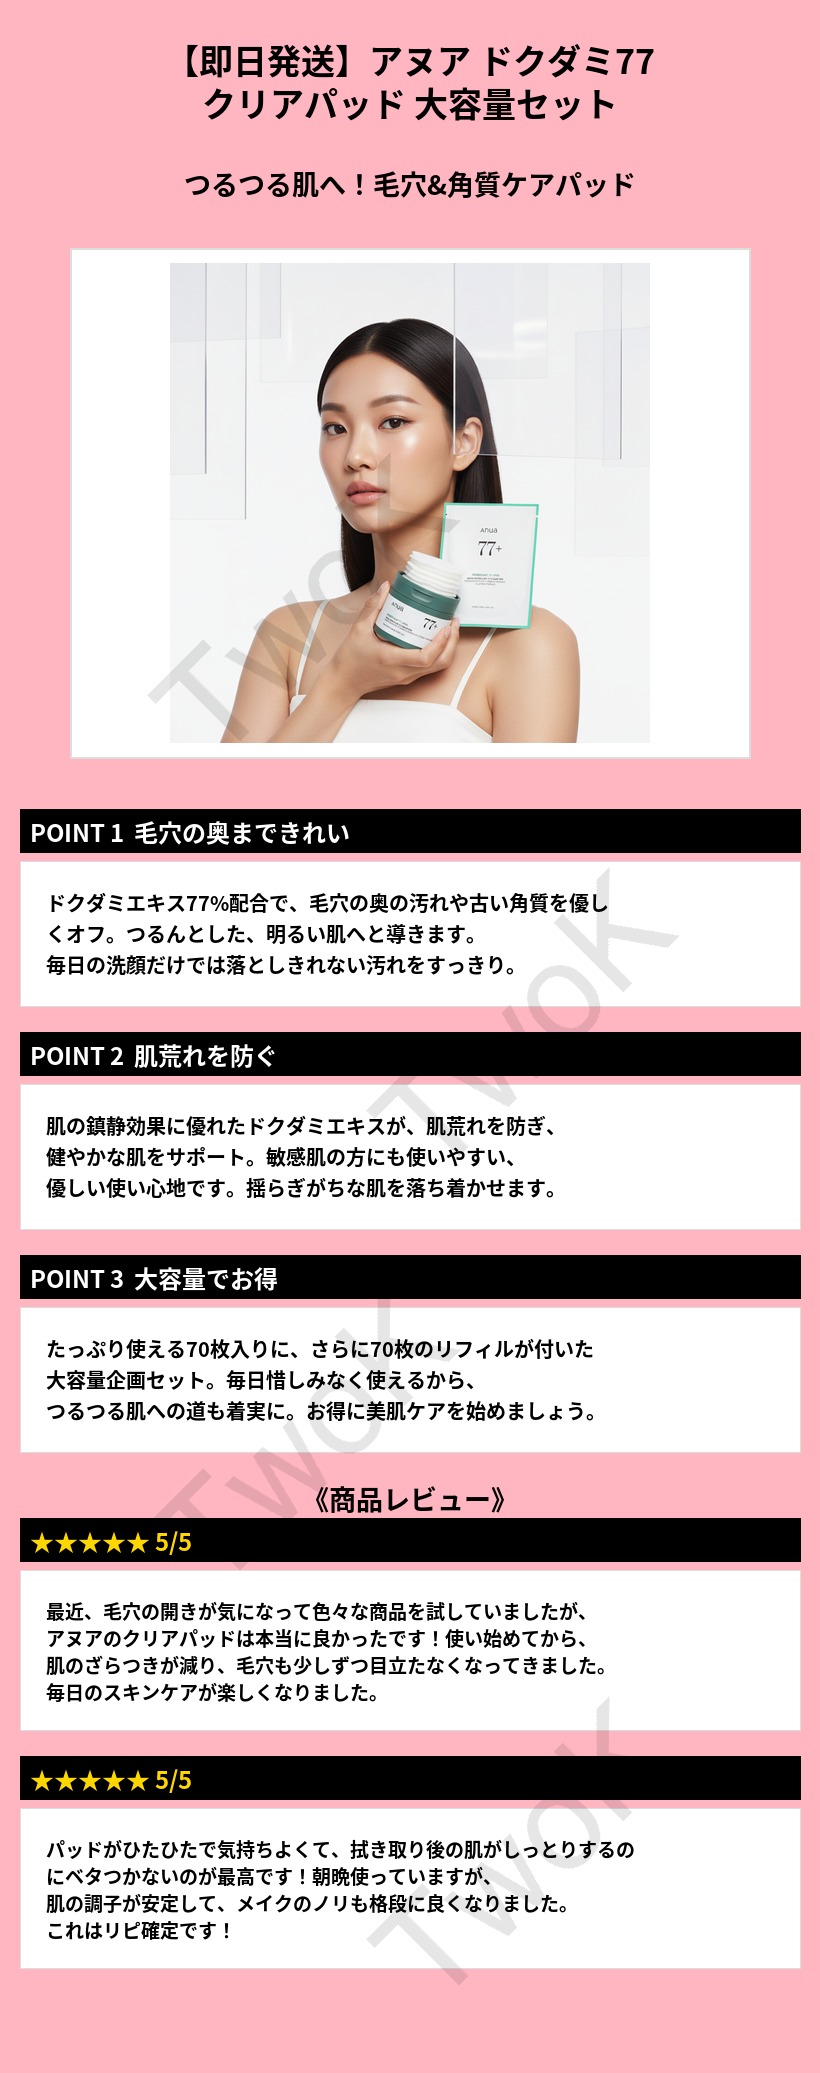 【即日発送】アヌア ドクダミ77
クリアパッド 大容量セット
つるつる肌へ！毛穴&角質ケアパッド
Anua
77+
Anua
77+
TwoK
POINT 1 毛穴の奥まできれい
ドクダミエキス77%配合で、毛穴の奥の汚れや古い角質を優し
くオフ。つるんとした、明るい肌へと導きます。
毎日の洗顔だけでは落としきれない汚れをすっきり。
TwoK
POINT 2 肌荒れを防ぐ
肌の鎮静効果に優れたドクダミエキスが、肌荒れを防ぎ、
健やかな肌をサポート。敏感肌の方にも使いやすい、
優しい使い心地です。揺らぎがちな肌を落ち着かせます。
POINT 3 大容量でお得
たっぷり使える70枚入りに、さらに70枚のリフィルが付いた
大容量企画セット。毎日惜しみなく使えるから、
つるつる肌への道も着実に。お得に美肌ケアを始めましょう。
TwoK
《商品レビュー》
★★★★★ 5/5
最近、毛穴の開きが気になって色々な商品を試していましたが、
アヌアのクリアパッドは本当に良かったです！使い始めてから、
肌のざらつきが減り、毛穴も少しずつ目立たなくなってきました。
毎日のスキンケアが楽しくなりました。
★★★★★ 5/5
パッドがひたひたで気持ちよくて、拭き取り後の肌がしっとりするの
にベタつかないのが最高です！朝晩使っていますが、
肌の調子が安定して、メイクのノリも格段に良くなりました。
これはリピ確定です！
TwoK